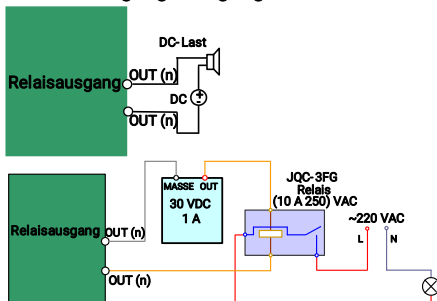 DC-Last
Relaisausgang
OUT (n)
DC
OUT (n)
JQC-3FG
Relais
(10 A 250) VAC
MASSE OUT
30 VDC
1 A
~220 VAC
L N
Relaisausgang
OUT (n)
OUT (n)